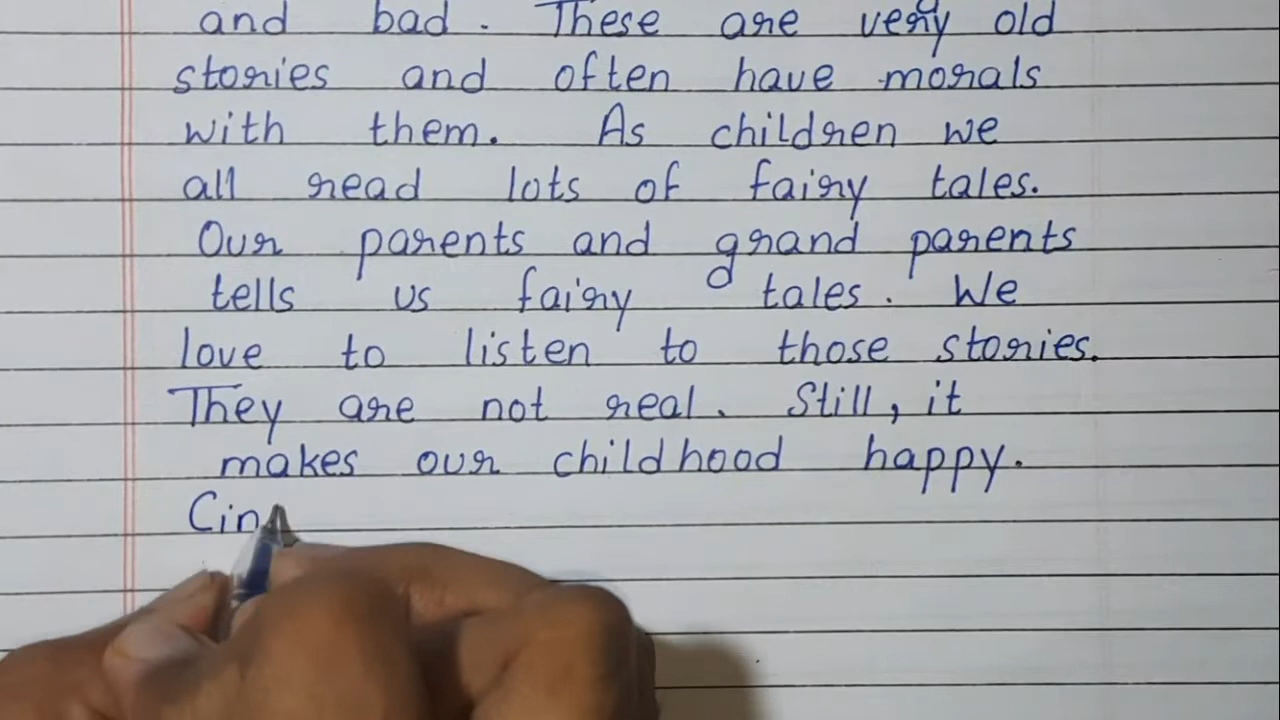 and bad. These are very old
stories and often have morals
with them. As children we
all read lots of fairy tales.
Our parents and grand parents
tells us fairy tales. We
love to listen to those stories.
They are not real. Still, it
makes our childhood happy.
Cin